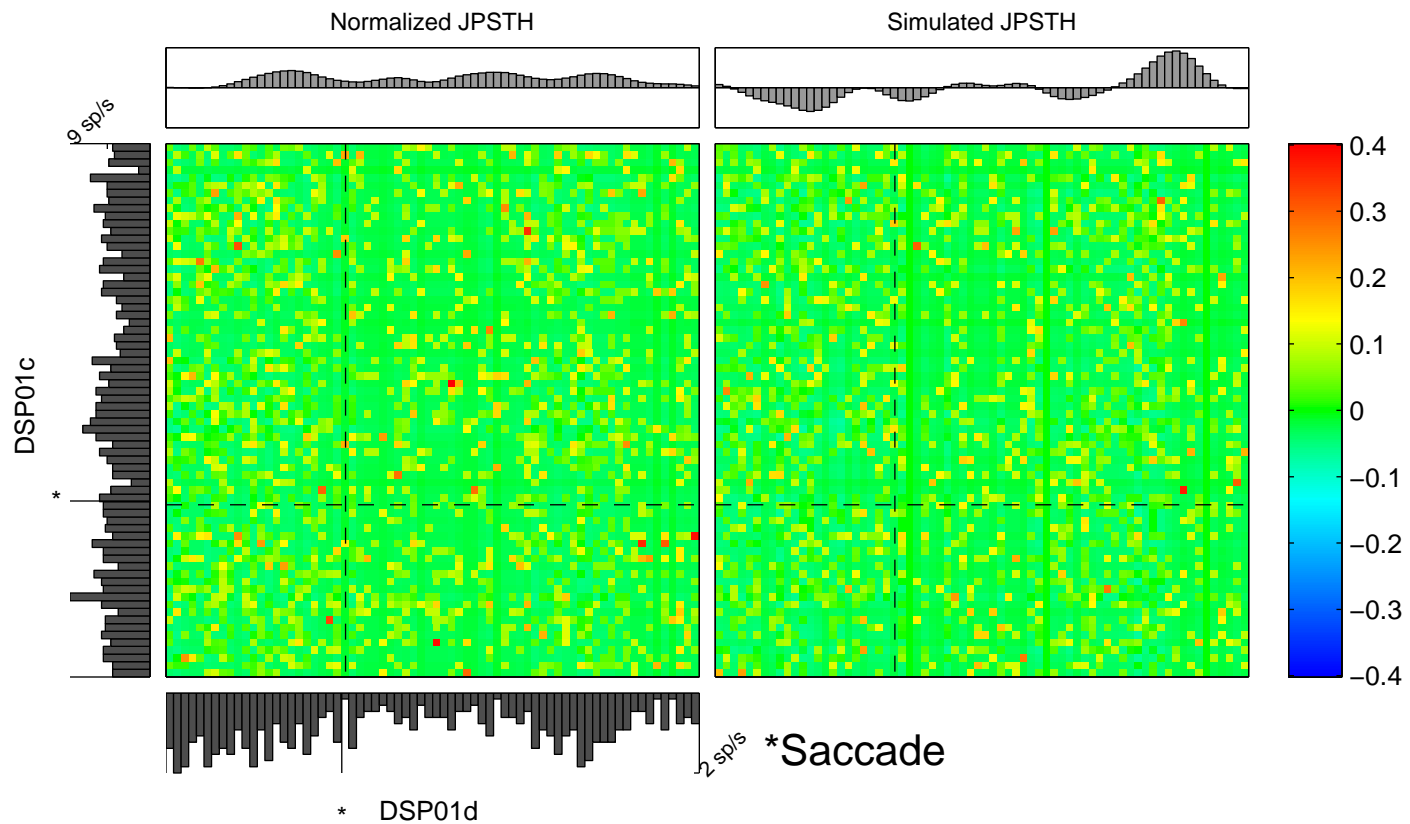 Normalized JPSTH
Simulated JPSTH
9 sp/s
DSP01c
*
0.4
0.3
0.2
0.1
0
−0.1
−0.2
−0.3
−0.4
2 sp/s
*Saccade
* DSP01d